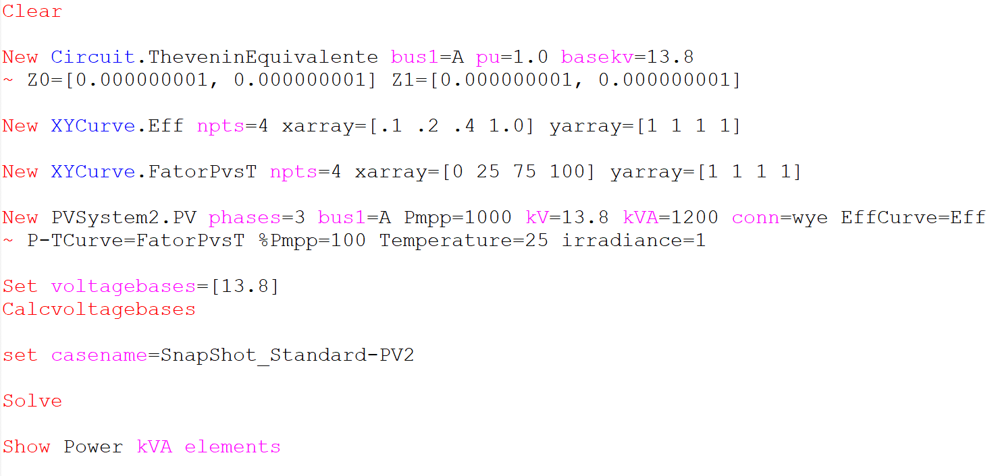 Clear
New Circuit.TheveninEquivalente bus1=A pu=1.0 basekv=13.8
~ Z0=[0.000000001, 0.000000001] Z1=[0.000000001, 0.000000001]
New XYCurve.Eff npts=4 xarray=[.1 .2 .4 1.0] yarray=[1 1 1 1]
New XYCurve.FatorPvsT npts=4 xarray=[0 25 75 100] yarray=[1 1 1 1]
New PVSystem2.PV phases=3 bus1=A Pmpp=1000 kV=13.8 kVA=1200 conn=wye EffCurve=Eff
~ P-TCurve=FatorPvsT %Pmpp=100 Temperature=25 irradiance=1
Set voltagebases=[13.8]
Calcvoltagebases
set casename=SnapShot_Standard-PV2
Solve
Show Power kVA elements